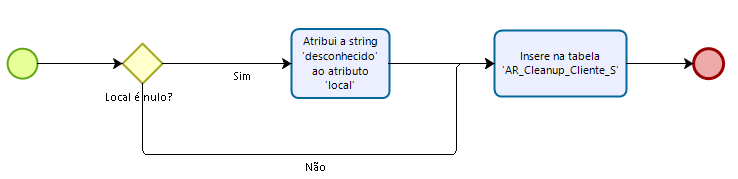 Local é nulo?
Sim
Não
Atribui a string
'desconhecido'
ao atributo
'local'
Insere na tabela
'AR_Cleanup_Cliente_S'